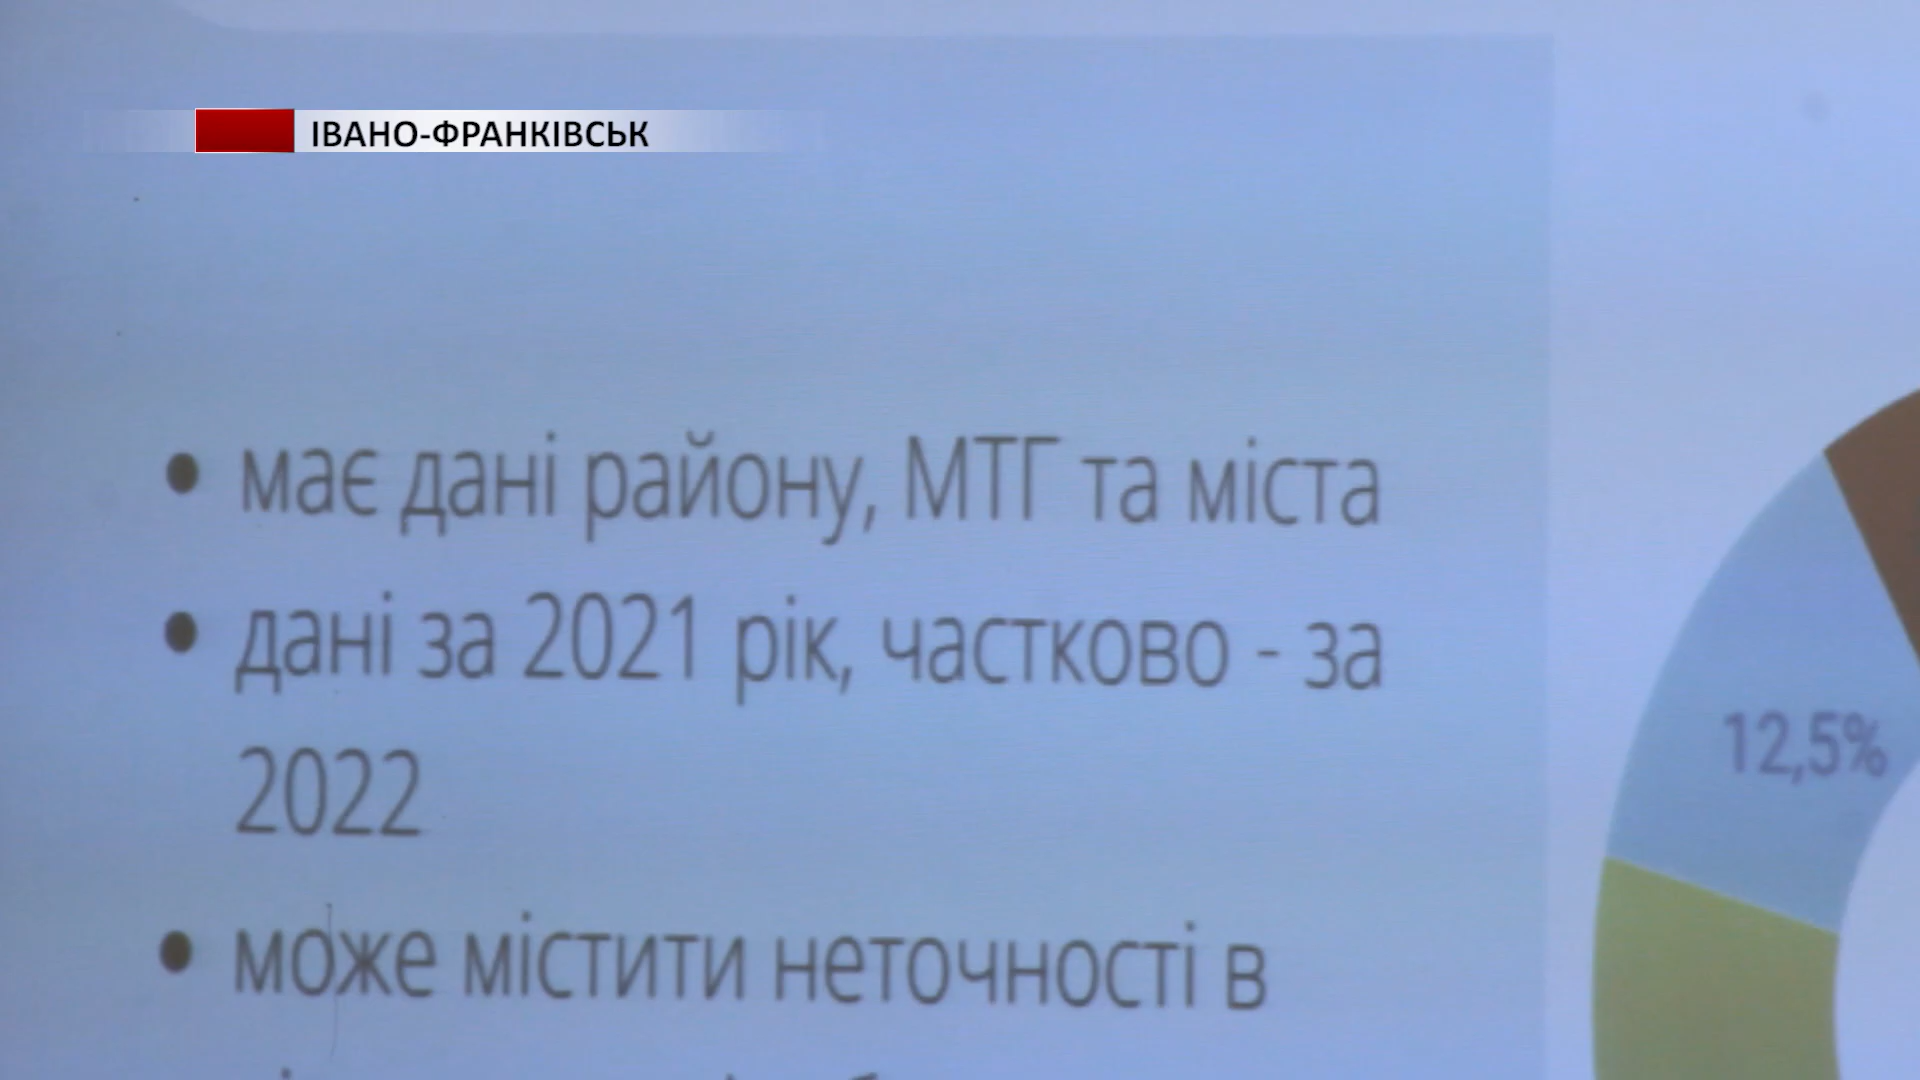 ІВАНО-ФРАНКІВСЬК
• має дані району, МТГ та міста
• дані за 2021 рік, частково - за
2022
12,5%
• може містити неточності в